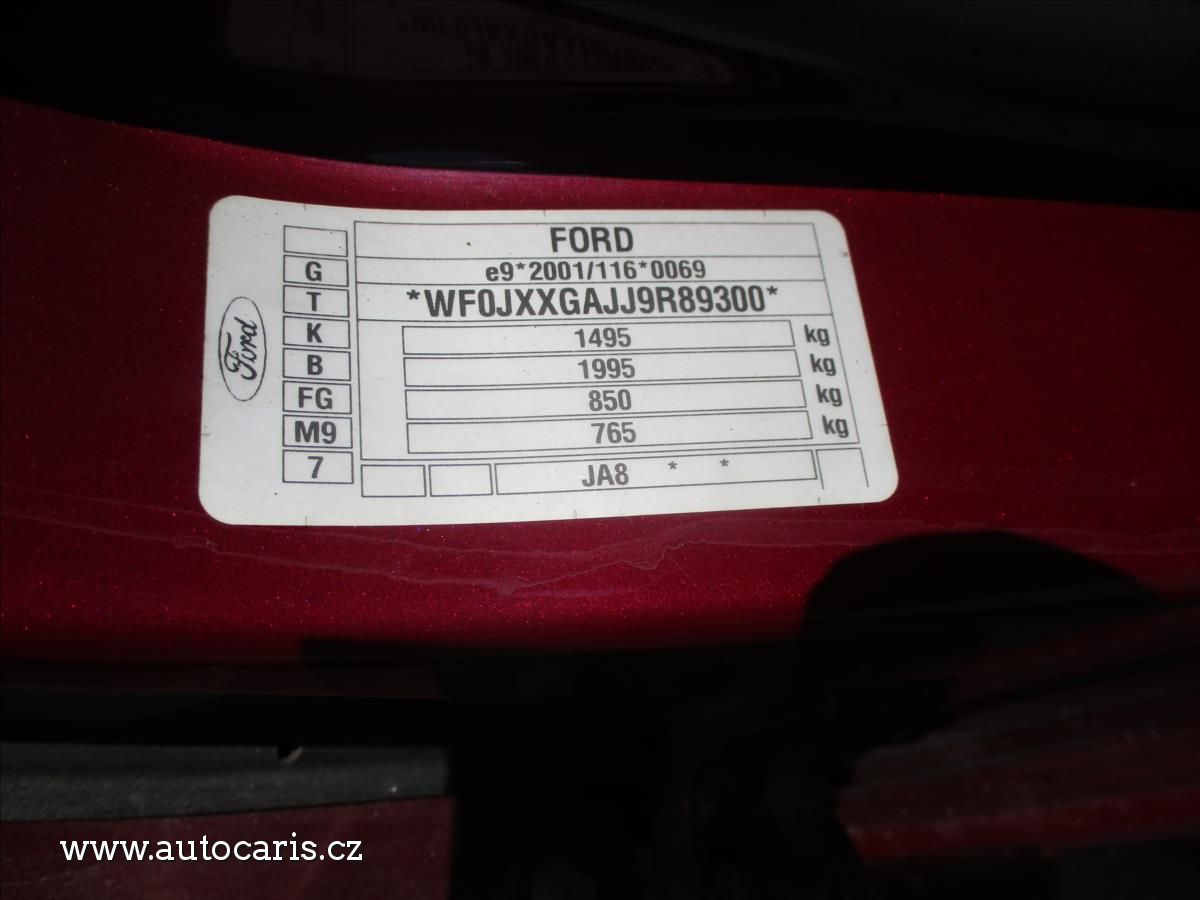 FORD
G e9*2001/116*0069
T *WF0JXXGAJJ9R89300*
K 1495 kg
B 1995 kg
FG 850 kg
M9 765 kg
7 JA8 * *
Ford
www.autocaris.cz